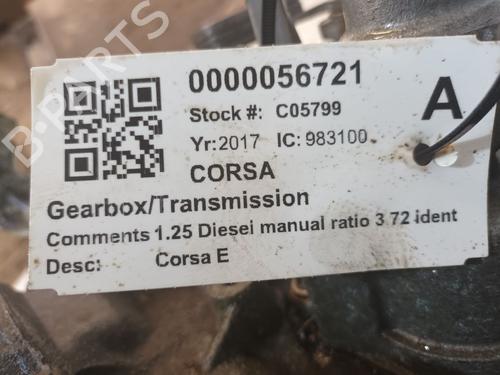 0000056721
Stock #: C05799
A
Yr:2017 IC: 983100
CORSA
Gearbox/Transmission
Comments 1.25 Diesel manual ratio 3 72 ident
Desc: Corsa E
B-PARTS